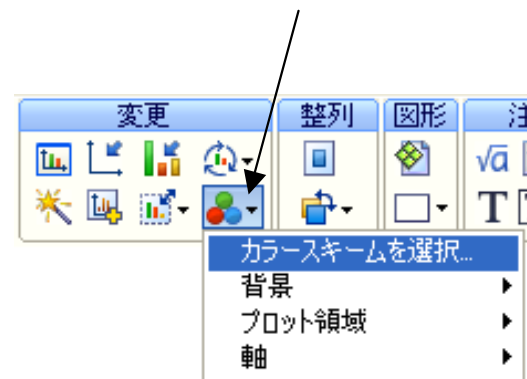 変更 整列 図形 注
√α
T T
カラースキームを選択...
背景
プロット領域
軸